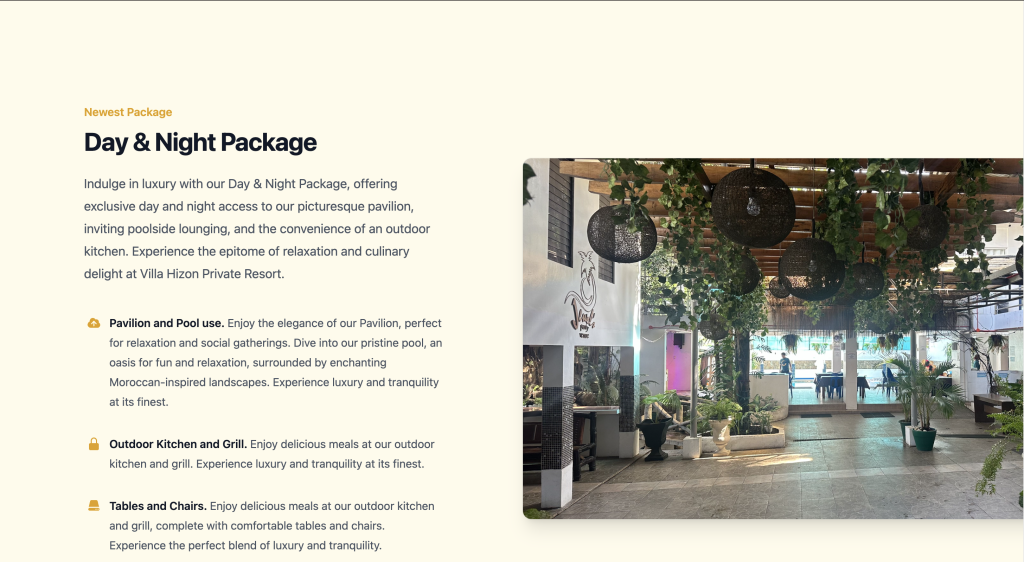 Newest Package
Day & Night Package
Indulge in luxury with our Day & Night Package, offering
exclusive day and night access to our picturesque pavilion,
inviting poolside lounging, and the convenience of an outdoor
kitchen. Experience the epitome of relaxation and culinary
delight at Villa Hizon Private Resort.
Pavilion and Pool use. Enjoy the elegance of our Pavilion, perfect
for relaxation and social gatherings. Dive into our pristine pool, an
oasis for fun and relaxation, surrounded by enchanting
Moroccan-inspired landscapes. Experience luxury and tranquility
at its finest.
Outdoor Kitchen and Grill. Enjoy delicious meals at our outdoor
kitchen and grill. Experience luxury and tranquility at its finest.
Tables and Chairs. Enjoy delicious meals at our outdoor kitchen
and grill, complete with comfortable tables and chairs.
Experience the perfect blend of luxury and tranquility.